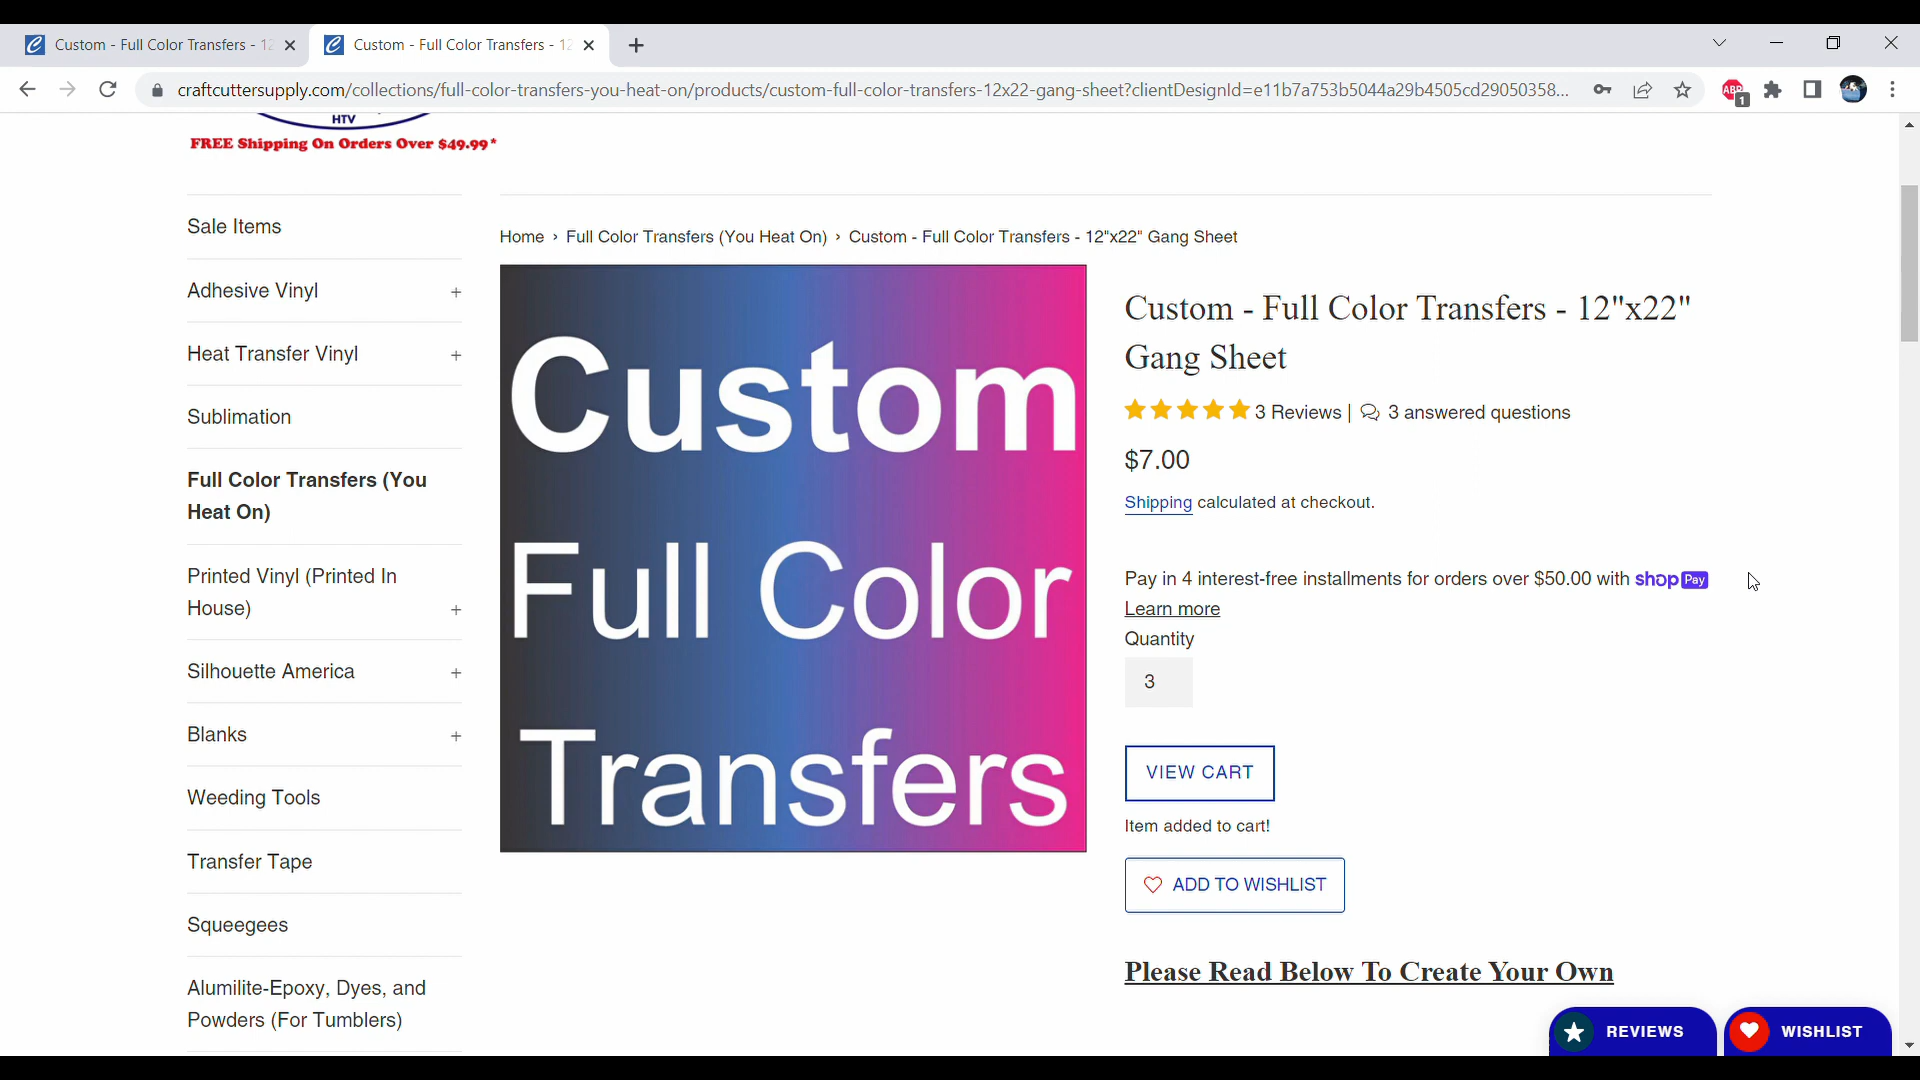 Custom - Full Color Transfers - 12
Custom - Full Color Transfers - 12
craftcuttersupply.com/collections/full-color-transfers-you-heat-on/products/custom-full-color-transfers-12x22-gang-sheet?clientDesignId=e11b7a753b5044a29b4505cd29050358...
ABP
1
HTV
FREE Shipping On Orders Over $49.99*
Sale Items
Adhesive Vinyl +
Heat Transfer Vinyl +
Sublimation
Full Color Transfers (You
Heat On)
Printed Vinyl (Printed In
House) +
Silhouette America +
Blanks +
Weeding Tools
Transfer Tape
Squeegees
Alumilite-Epoxy, Dyes, and
Powders (For Tumblers)
Home › Full Color Transfers (You Heat On) › Custom - Full Color Transfers - 12"x22" Gang Sheet
Custom
Full Color
Transfers
Custom - Full Color Transfers - 12"x22"
Gang Sheet
3 Reviews | 3 answered questions
$7.00
Shipping calculated at checkout.
Pay in 4 interest-free installments for orders over $50.00 with shop Pay
Learn more
Quantity
3
VIEW CART
Item added to cart!
ADD TO WISHLIST
Please Read Below To Create Your Own
REVIEWS
WISHLIST